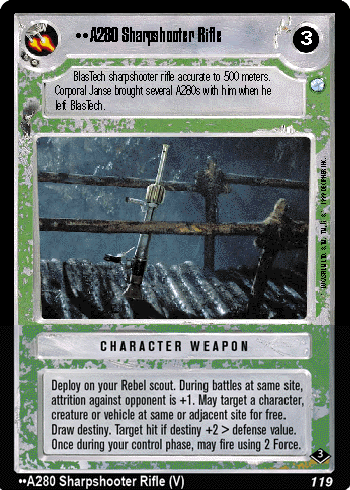 ••A280 Sharpshooter Rifle
3
BlasTech sharpshooter rifle accurate to 500 meters.
Corporal Janse brought several A280s with him when he
left BlasTech.
CHARACTER WEAPON
Deploy on your Rebel scout. During battles at same site,
attrition against opponent is +1. May target a character,
creature or vehicle at same or adjacent site for free.
Draw destiny. Target hit if destiny +2 > defense value.
Once during your control phase, may fire using 2 Force.
3
••A280 Sharpshooter Rifle (V)
119